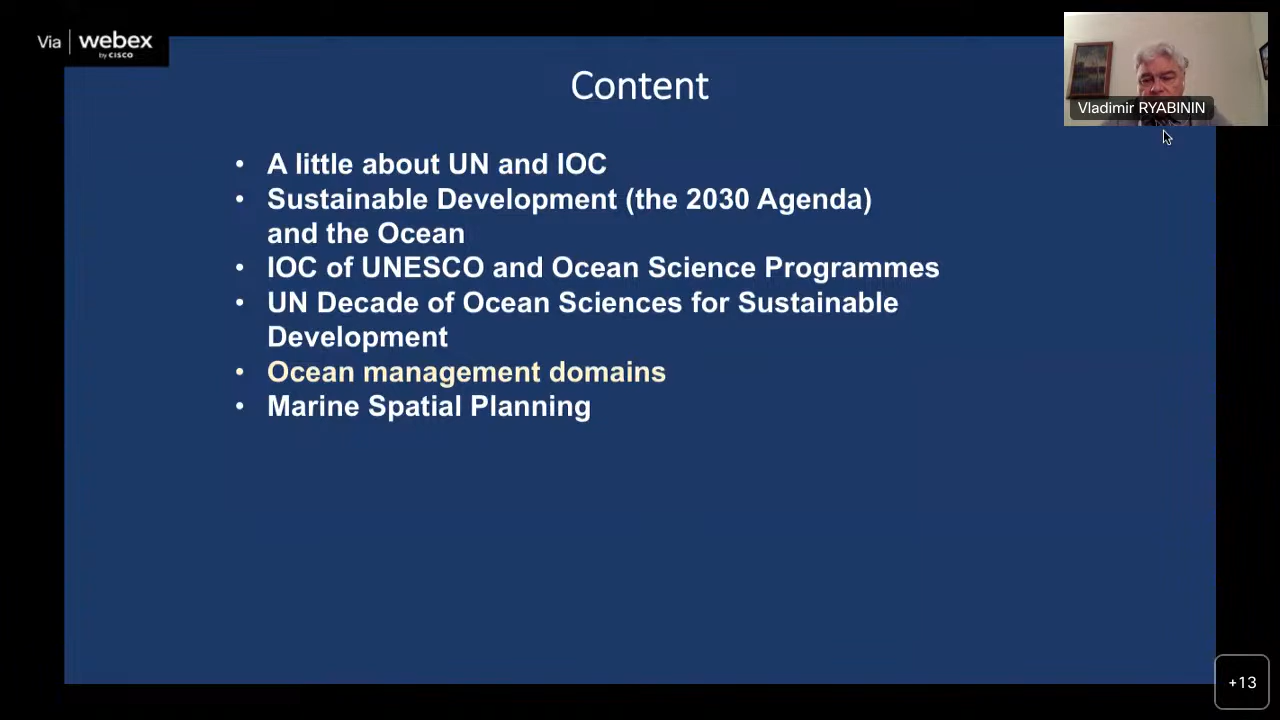 Via webex
by CISCO
Content
Vladimir RYABININ
• A little about UN and IOC
• Sustainable Development (the 2030 Agenda)
and the Ocean
• IOC of UNESCO and Ocean Science Programmes
• UN Decade of Ocean Sciences for Sustainable
Development
• Ocean management domains
• Marine Spatial Planning
+13